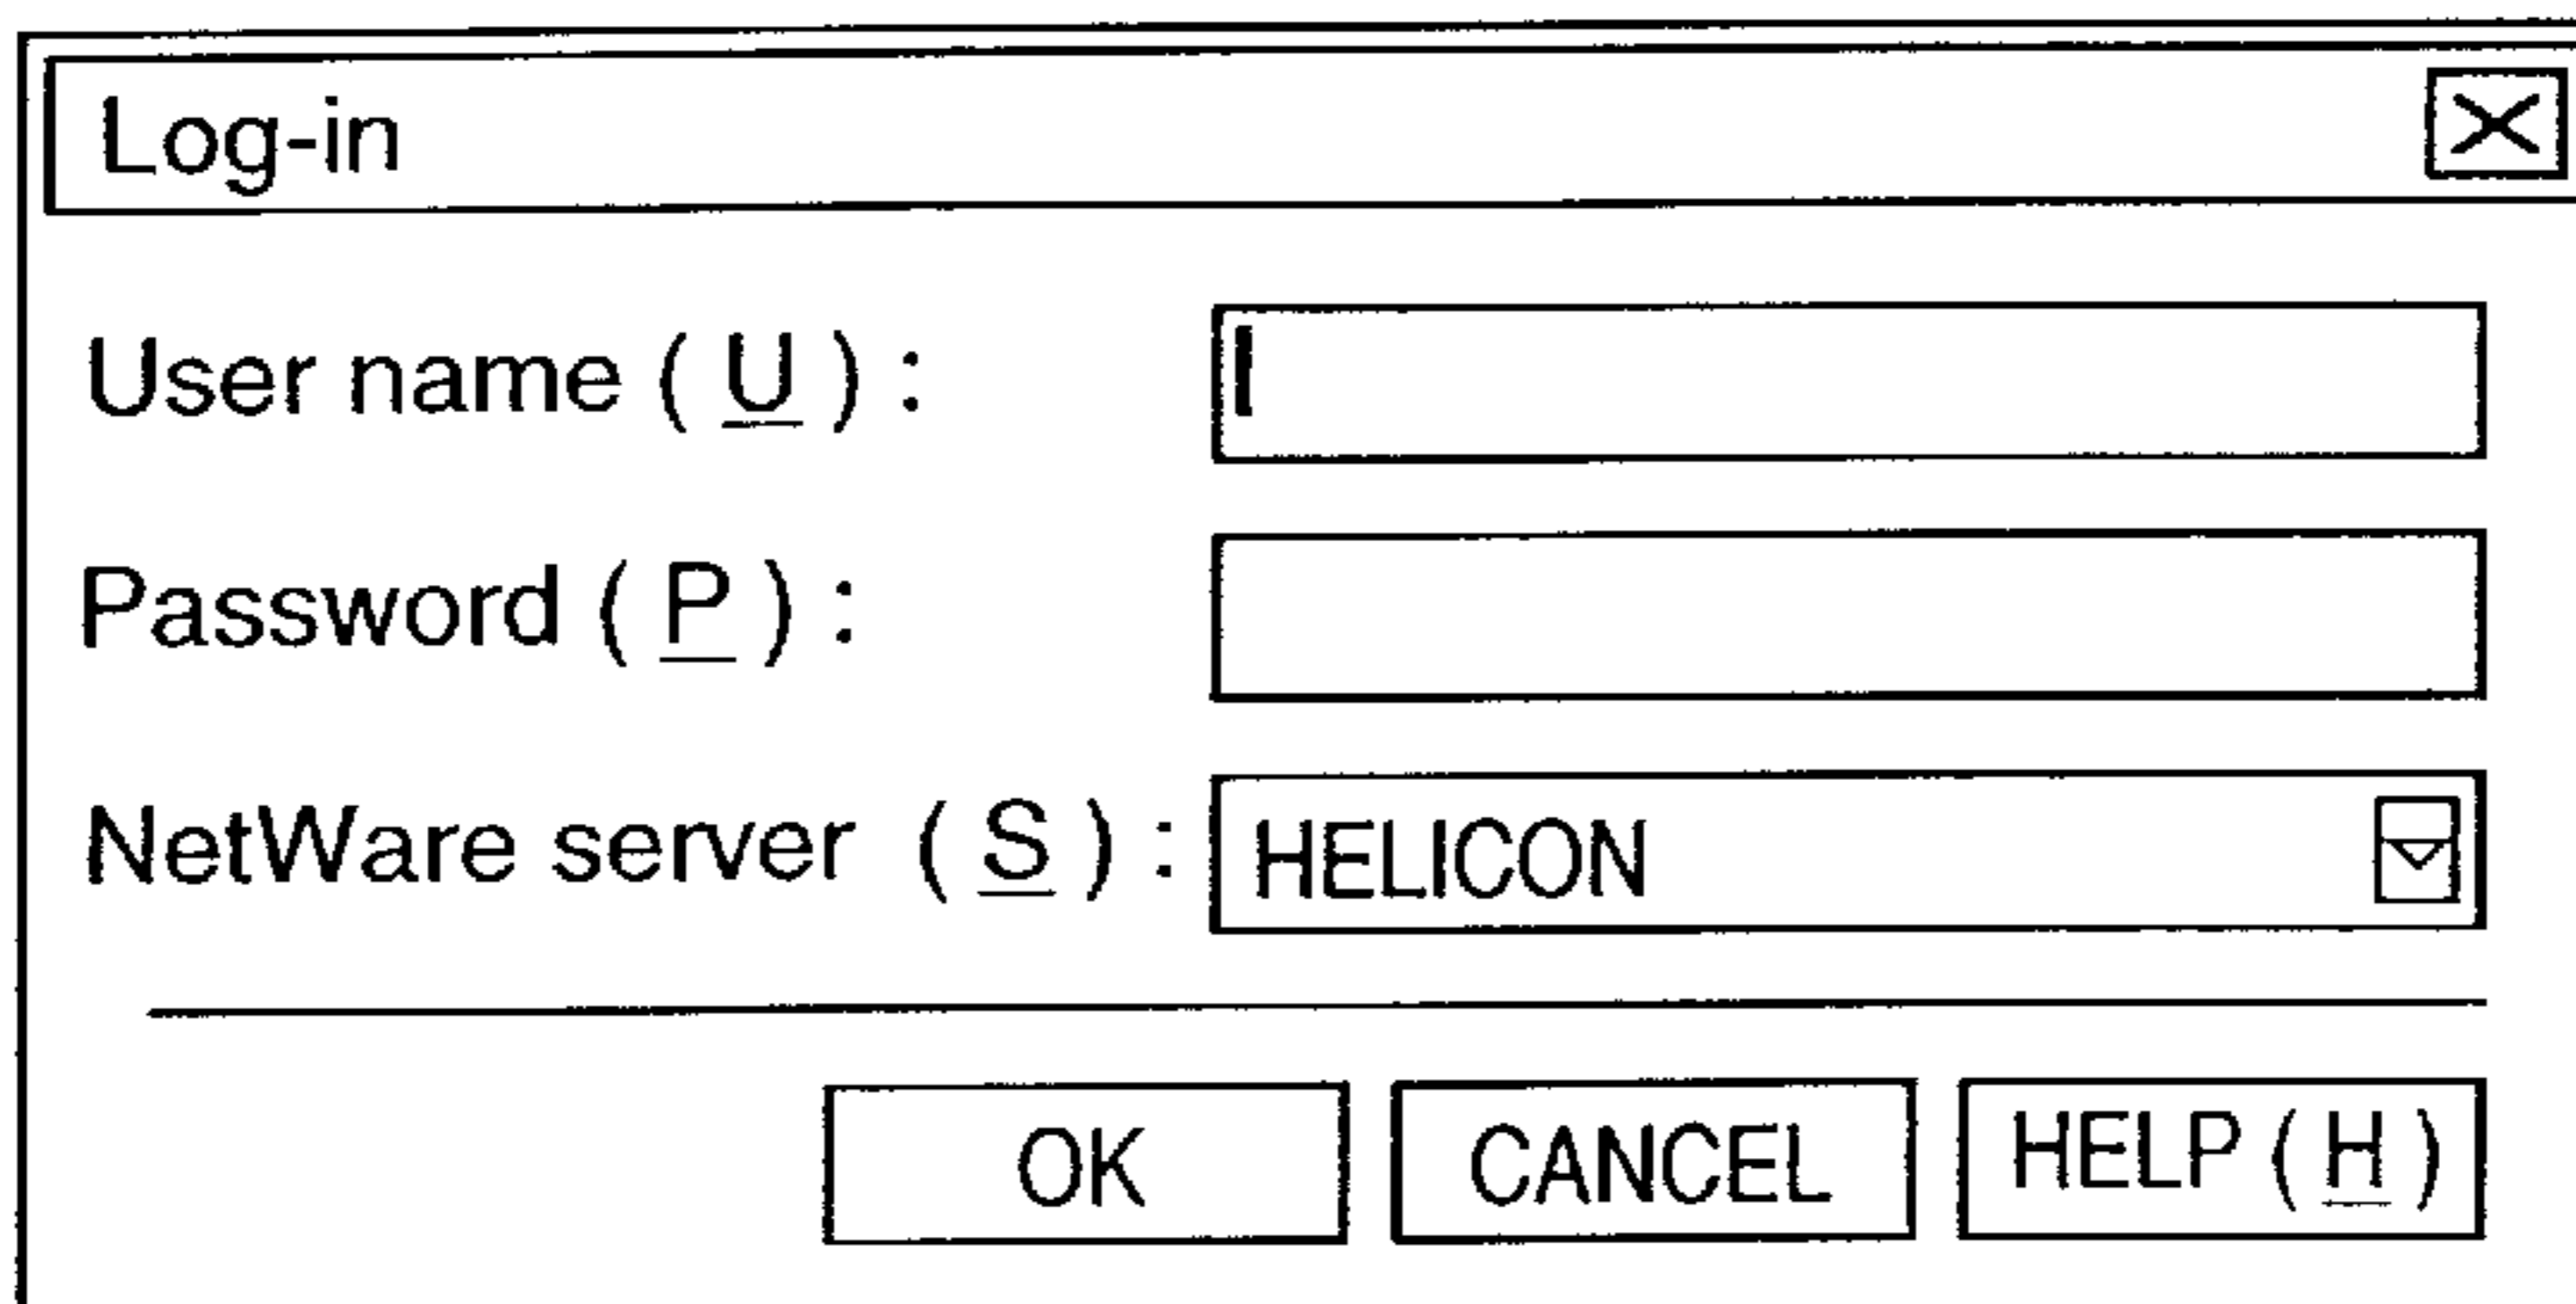 Log-in
User name ( U ) :
Password ( P ) :
NetWare server ( S ) : HELICON
OK CANCEL HELP ( H )